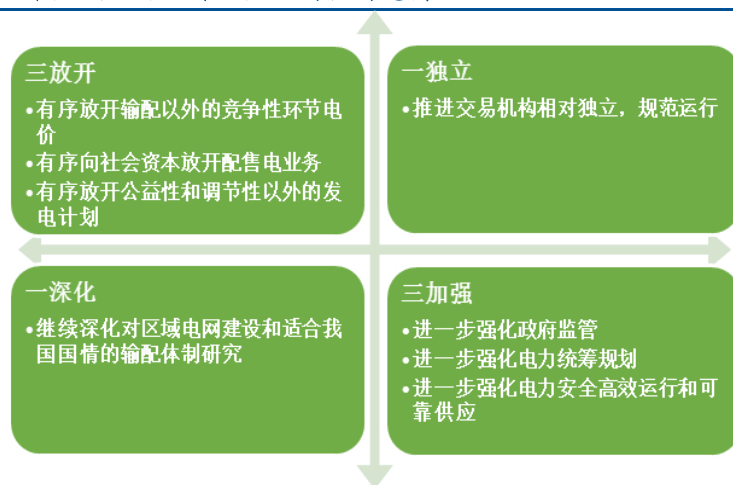 三放开
•有序放开输配以外的竞争性环节电
价
•有序向社会资本放开配售电业务
•有序放开公益性和调节性以外的发
电计划
一独立
•推进交易机构相对独立，规范运行
一深化
•继续深化对区域电网建设和适合我
国国情的输配体制研究
三加强
•进一步强化政府监管
•进一步强化电力统筹规划
•进一步强化电力安全高效运行和可
靠供应